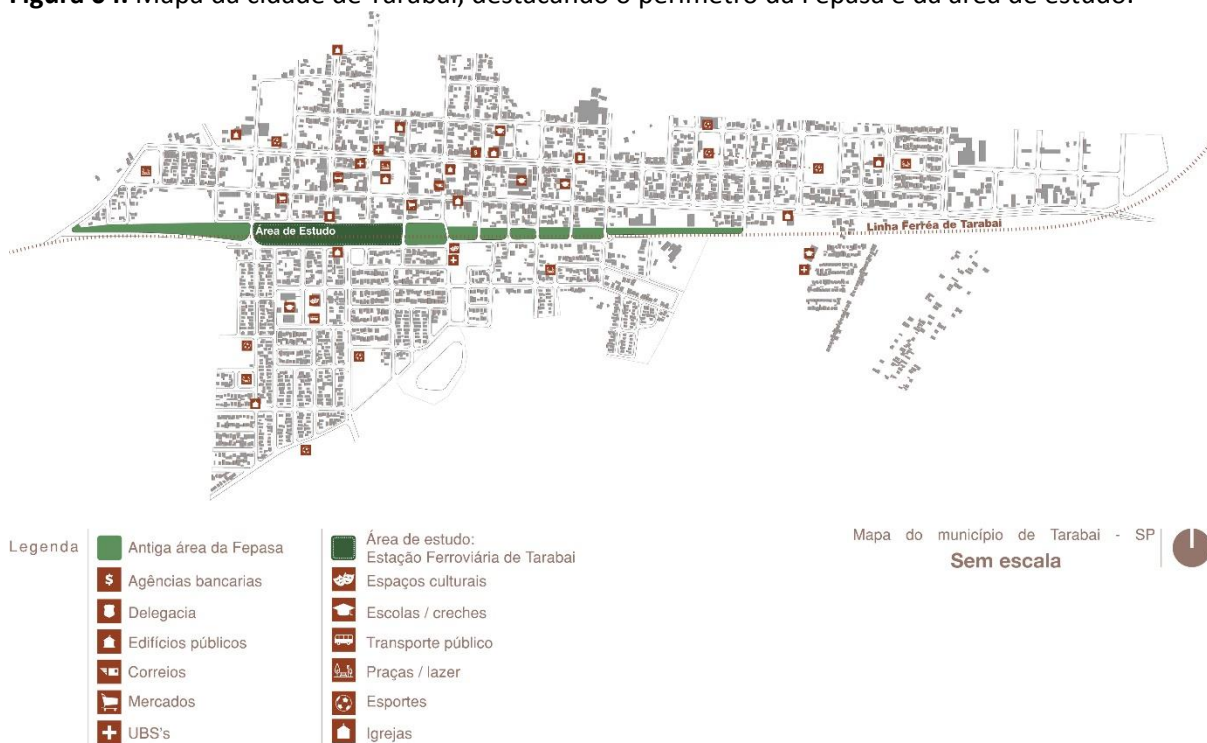 Figura 04: Mapa da cidade de Tarabai, destacando o perímetro da Fepasa e da área de estudo.
Área de Estudo
Linha Ferréa de Tarabai
Legenda
Antiga área da Fepasa
$ Agências bancarias
Delegacia
Edifícios públicos
Correios
Mercados
UBS's
Área de estudo:
Estação Ferroviária de Tarabai
Espaços culturais
Escolas / creches
Transporte público
Praças / lazer
Esportes
Igrejas
Mapa do município de Tarabai - SP
Sem escala